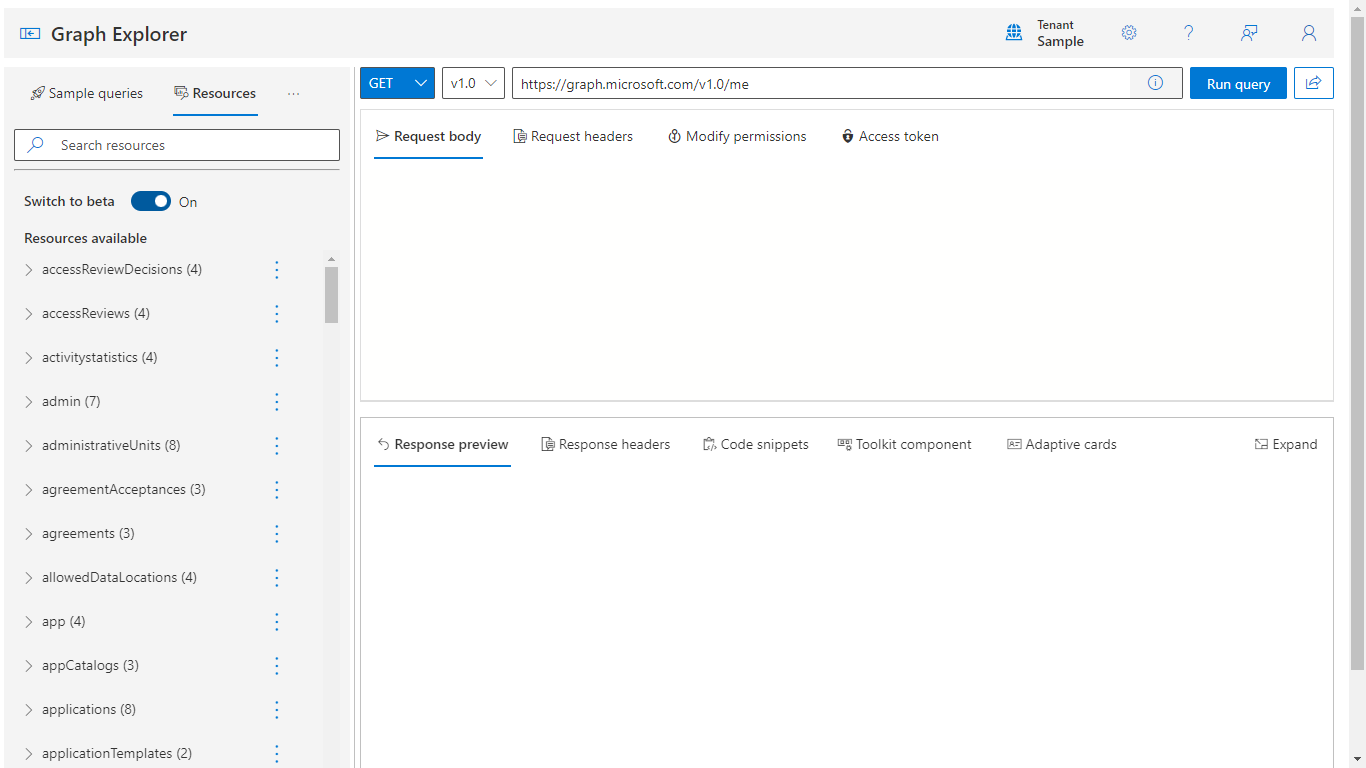 Graph Explorer
Tenant
Sample
Sample queries
Resources
GET
v1.0
https://graph.microsoft.com/v1.0/me
Run query
Search resources
Switch to beta
On
Resources available
accessReviewDecisions (4)
accessReviews (4)
activitystatistics (4)
admin (7)
administrativeUnits (8)
agreementAcceptances (3)
agreements (3)
allowedDataLocations (4)
app (4)
appCatalogs (3)
applications (8)
applicationTemplates (2)
Request body
Request headers
Modify permissions
Access token
Response preview
Response headers
Code snippets
Toolkit component
Adaptive cards
Expand